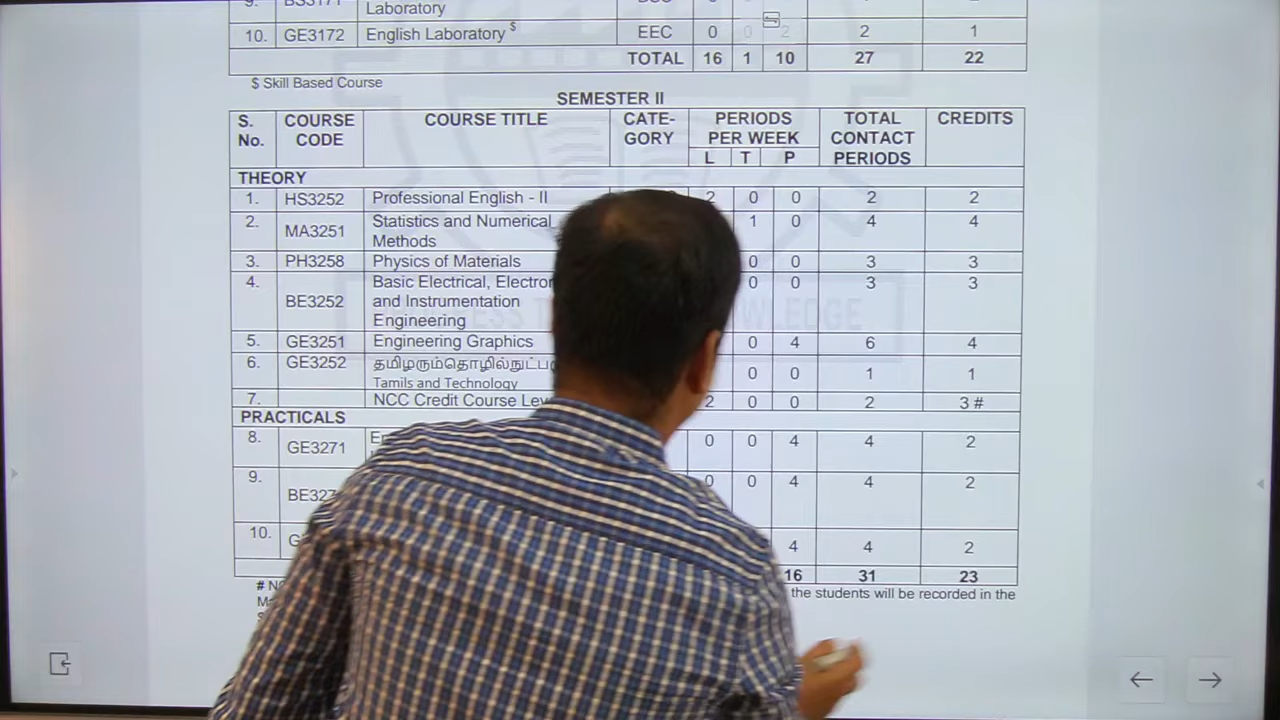 Laboratory
10. GE3172 English Laboratory $ EEC 0 0 2 2 1
TOTAL 16 1 10 27 22
$ Skill Based Course
SEMESTER II
S. No. COURSE CODE COURSE TITLE CATE-GORY PERIODS PER WEEK TOTAL CONTACT PERIODS CREDITS
L T P
THEORY
1. HS3252 Professional English - II 2 0 0 2 2
2. MA3251 Statistics and Numerical Methods 1 0 4 4
3. PH3258 Physics of Materials 0 0 3 3
4. BE3252 Basic Electrical, and Instrumentation Engineering 0 0 3 3
5. GE3251 Engineering Graphics 0 4 6 4
6. GE3252 0 0 1 1
Tamils and Technology
7. NCC Credit Course 2 0 0 2 3 #
PRACTICALS
8. GE3271 0 0 4 4 2
9. 0 0 4 4 2
10. 4 4 2
16 31 23
the students will be recorded in the